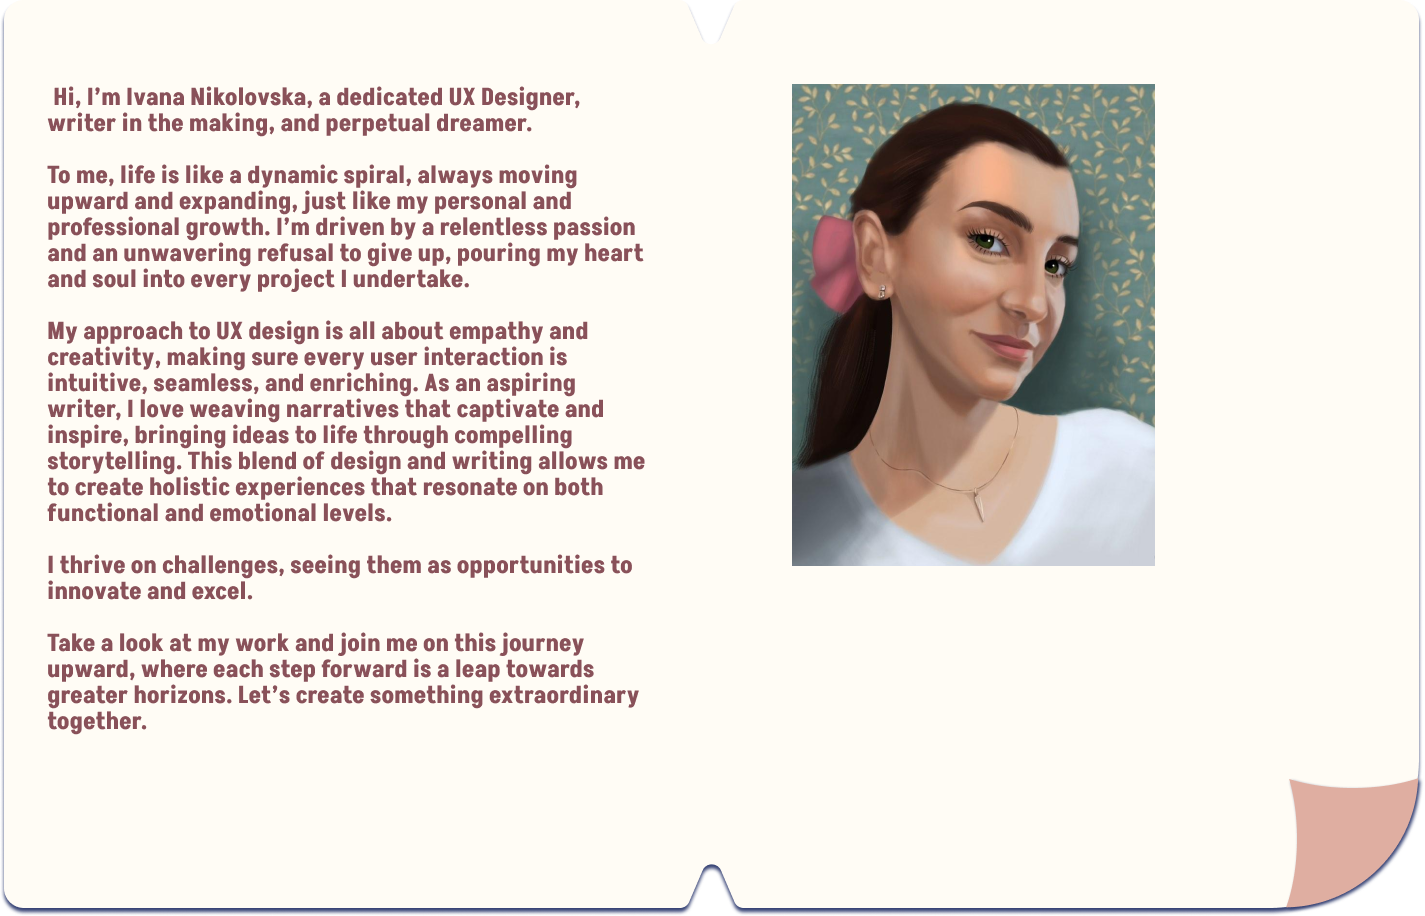 Hi, I’m Ivana Nikolovska, a dedicated UX Designer,
writer in the making, and perpetual dreamer.
To me, life is like a dynamic spiral, always moving
upward and expanding, just like my personal and
professional growth. I’m driven by a relentless passion
and an unwavering refusal to give up, pouring my heart
and soul into every project I undertake.
My approach to UX design is all about empathy and
creativity, making sure every user interaction is
intuitive, seamless, and enriching. As an aspiring
writer, I love weaving narratives that captivate and
inspire, bringing ideas to life through compelling
storytelling. This blend of design and writing allows me
to create holistic experiences that resonate on both
functional and emotional levels.
I thrive on challenges, seeing them as opportunities to
innovate and excel.
Take a look at my work and join me on this journey
upward, where each step forward is a leap towards
greater horizons. Let’s create something extraordinary
together.